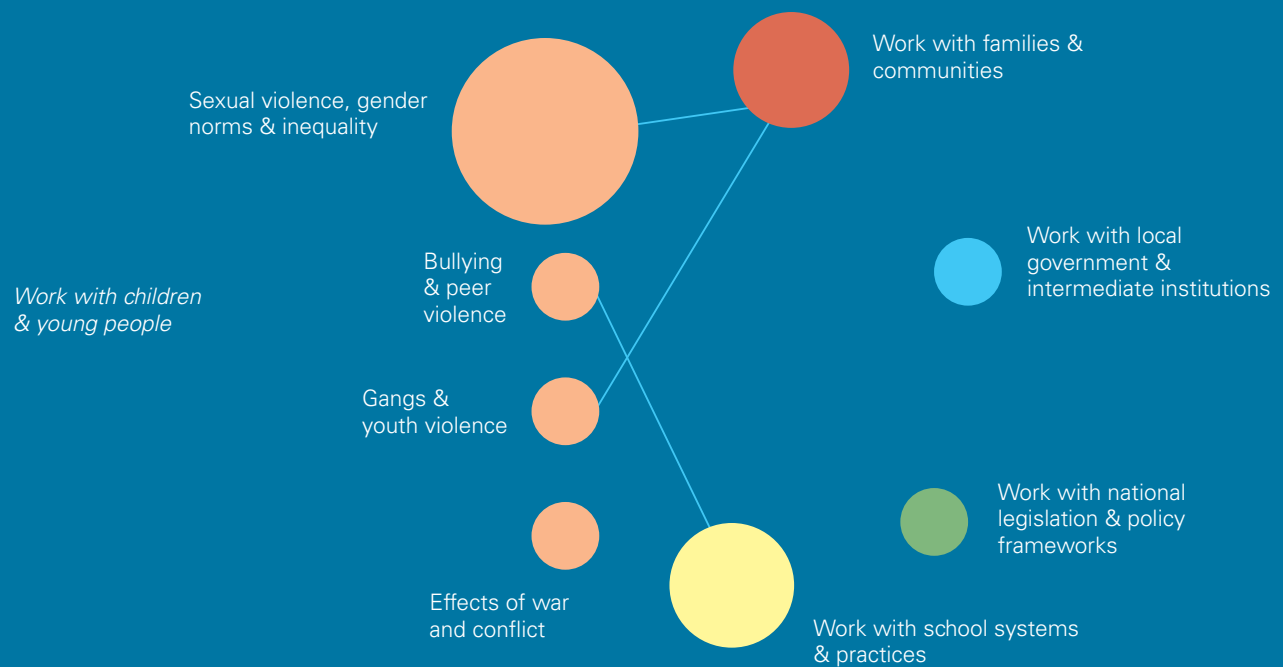 Work with families &
communities
Sexual violence, gender
norms & inequality
Work with local
government &
intermediate institutions
Bullying
& peer
violence
Work with children
& young people
Gangs &
youth violence
Work with national
legislation & policy
frameworks
Effects of war
and conflict
Work with school systems
& practices